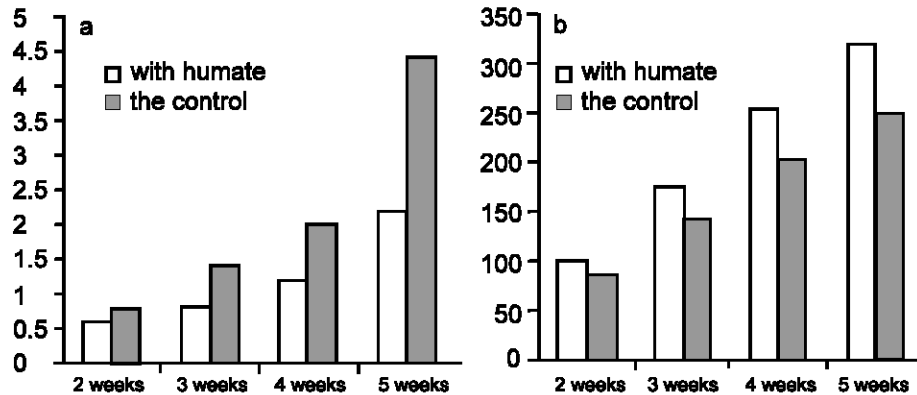 a
with humate
the control
5
4.5
4
3.5
3
2.5
2
1.5
1
0.5
0
2 weeks 3 weeks 4 weeks 5 weeks
b
with humate
the control
350
300
250
200
150
100
50
0
2 weeks 3 weeks 4 weeks 5 weeks